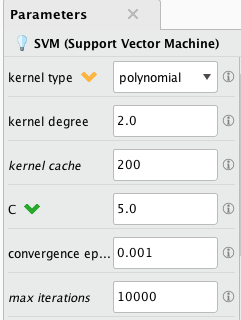 Parameters
SVM (Support Vector Machine)
kernel type polynomial
kernel degree 2.0
kernel cache 200
C 5.0
convergence ep... 0.001
max iterations 10000